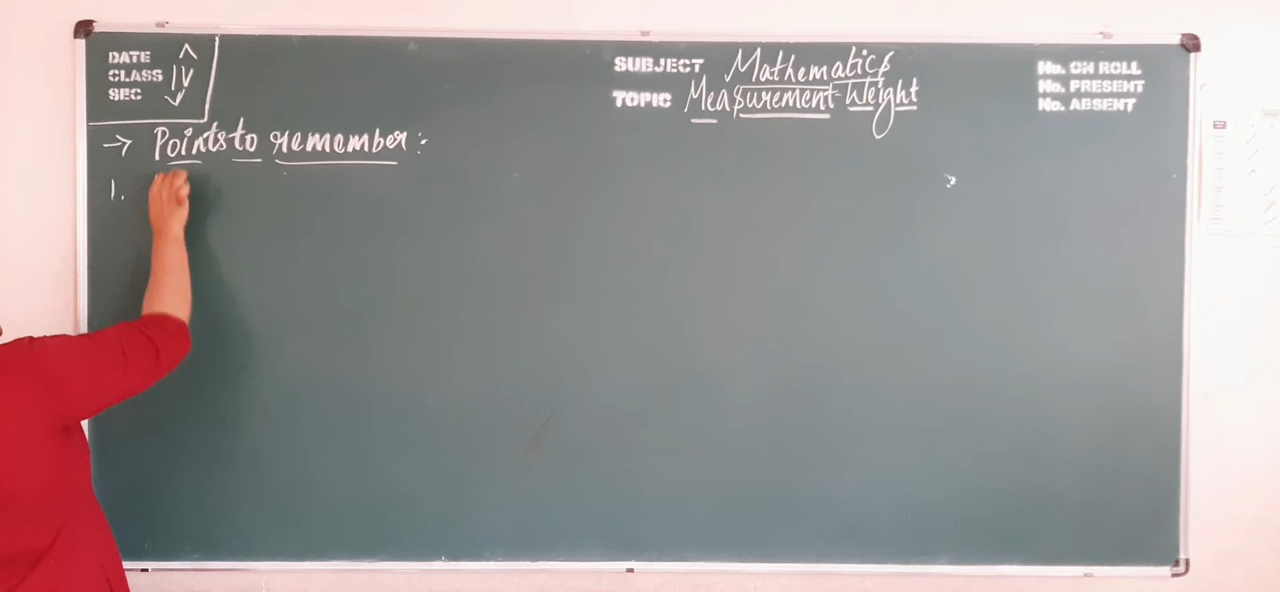 DATE
CLASS IV
SEC
SUBJECT Mathematics
TOPIC Measurement-Weight
No. ON ROLL
No. PRESENT
No. ABSENT
→ Points to remember:-
1.